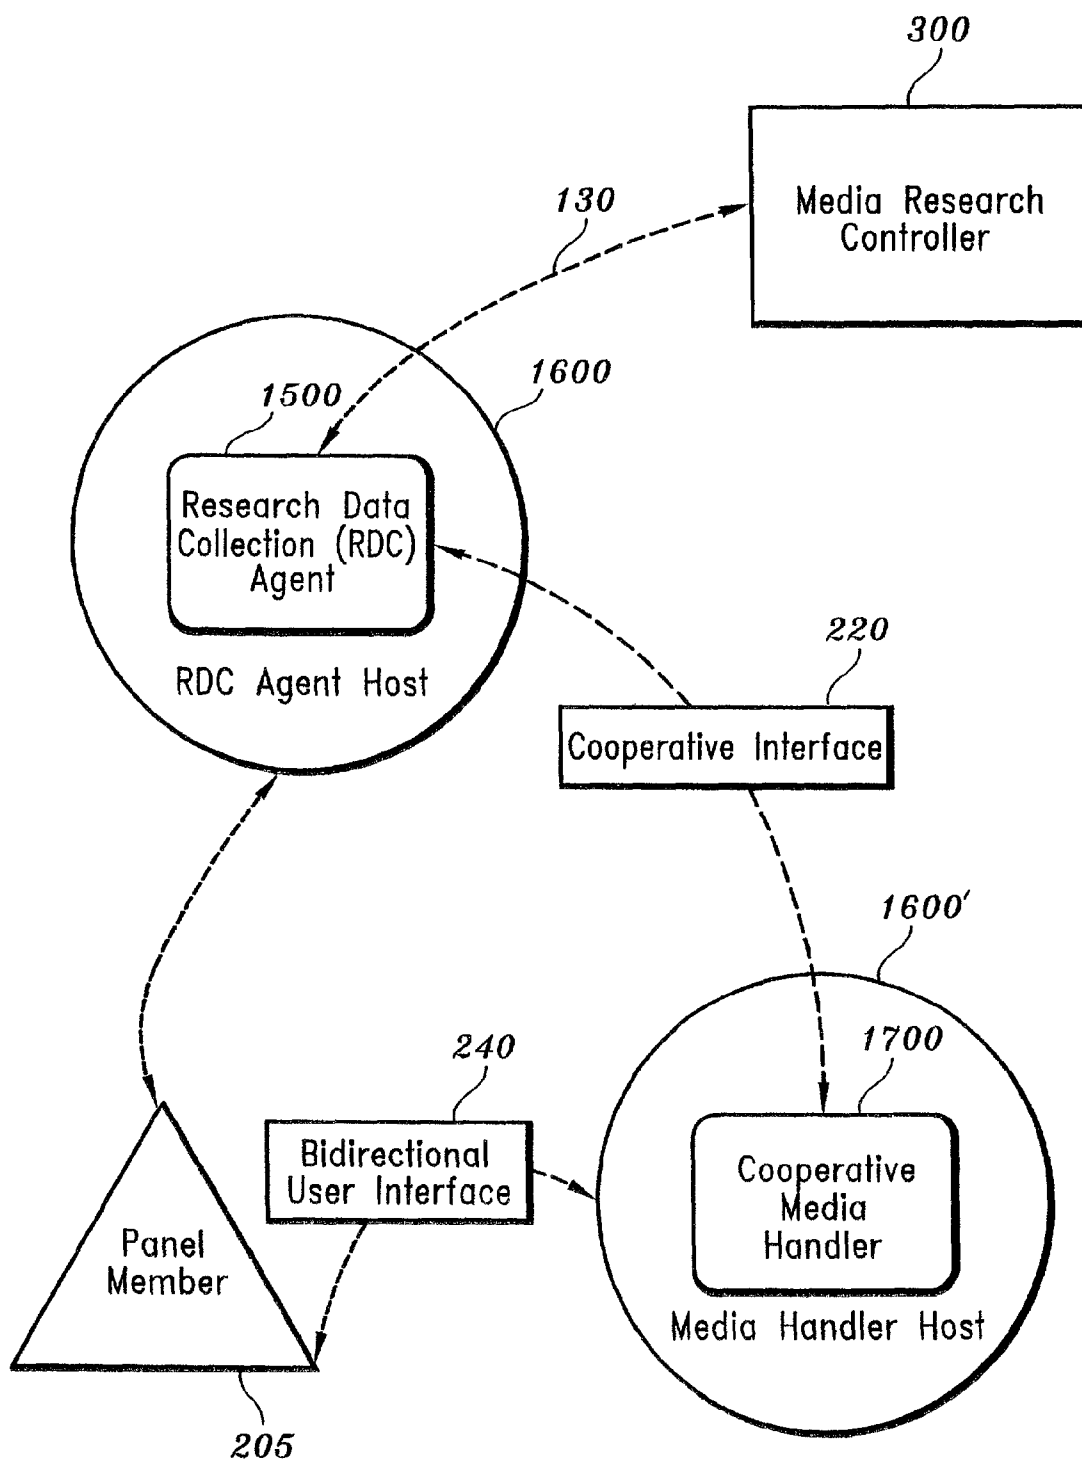 300
Media Research
Controller
130
1600
1500
Research Data
Collection (RDC)
Agent
RDC Agent Host
220
Cooperative Interface
1600'
1700
240
Bidirectional
User Interface
Cooperative
Media
Handler
Media Handler Host
Panel
Member
205